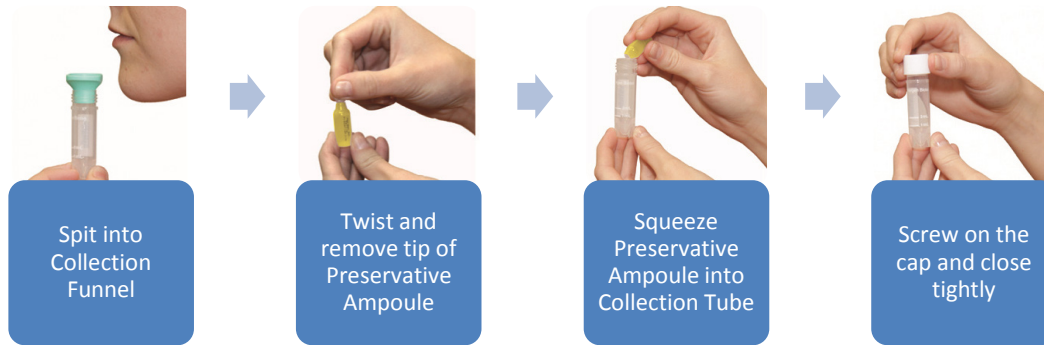 Spit into
Collection
Funnel
Twist and
remove tip of
Preservative
Ampoule
Squeeze
Preservative
Ampoule into
Collection Tube
Screw on the
cap and close
tightly